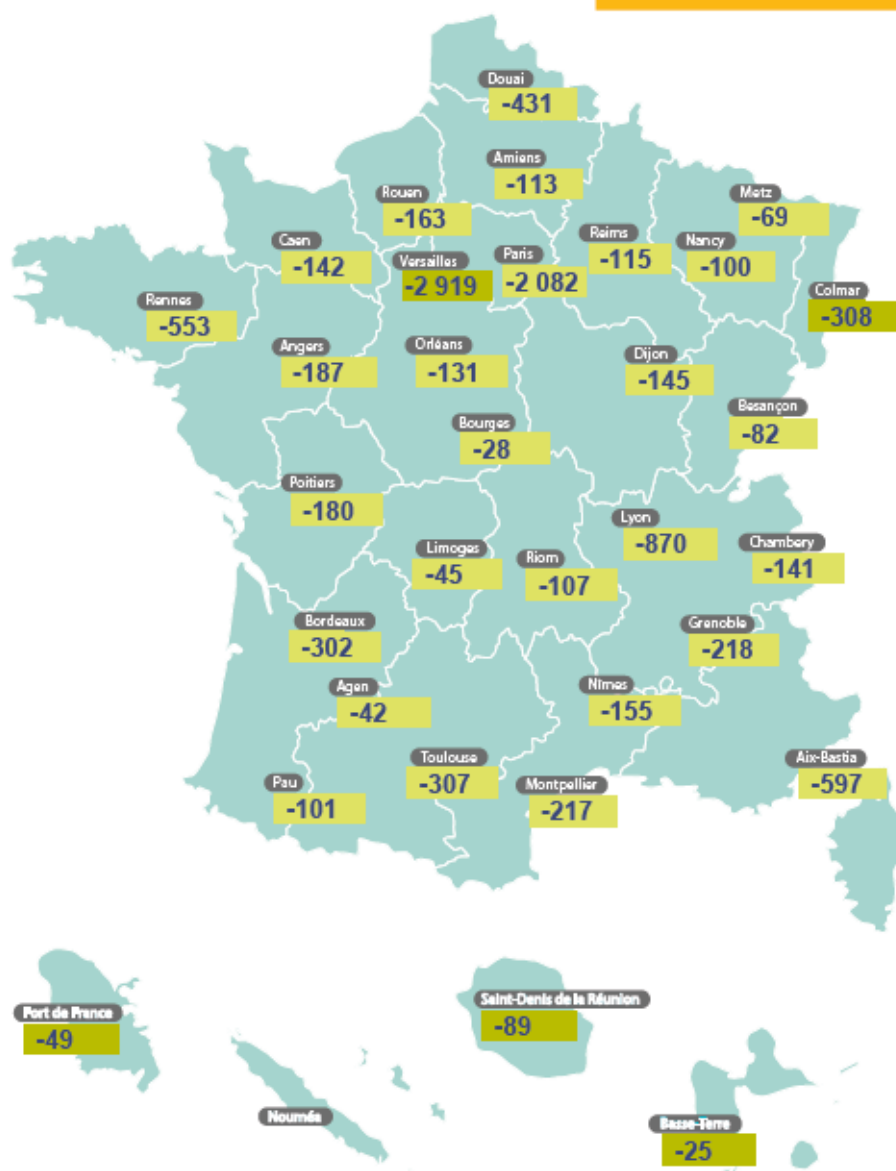 Douai
-431
Amiens
-113
Rouen
-163
Metz
-69
Caen
-142
Versailles
-2 919
Paris
-2 082
Reims
-115
Nancy
-100
Colmar
-308
Rennes
-553
Angers
-187
Orléans
-131
Dijon
-145
Besançon
-82
Bourges
-28
Poitiers
-180
Lyon
-870
Chambery
-141
Limoges
-45
Riom
-107
Bordeaux
-302
Grenoble
-218
Agen
-42
Nîmes
-155
Toulouse
-307
Aix-Bastia
-597
Pau
-101
Montpellier
-217
Fort de France
-49
Saint-Denis de la Réunion
-89
Nouméa
Basse-Terre
-25